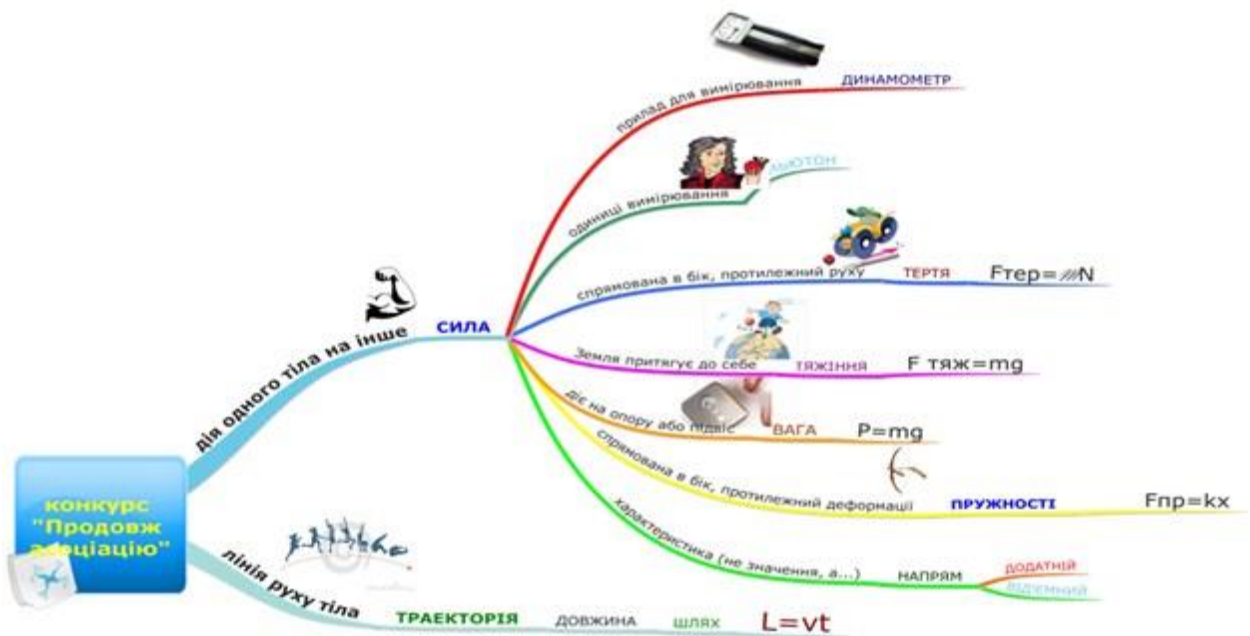 прилад для вимірювання ДИНАМОМЕТР
одиниці вимірювання НЬЮТОН
спрямована в бік, протилежний руху ТЕРТЯ Fтер=mN
дія одного тіла на інше СИЛА
Земля притягує до себе ТЯЖІННЯ F тяж=mg
діє на опору або підвіс ВАГА P=mg
спрямована в бік, протилежний деформації ПРУЖНОСТІ Fпр=kx
характеристика (не значення, а...) НАПРЯМ ДОДАТНІЙ
ВІД'ЄМНИЙ
конкурс
"Продовж
асоціацію"
лінія руху тіла ТРАЕКТОРІЯ ДОВЖИНА ШЛЯХ L=vt